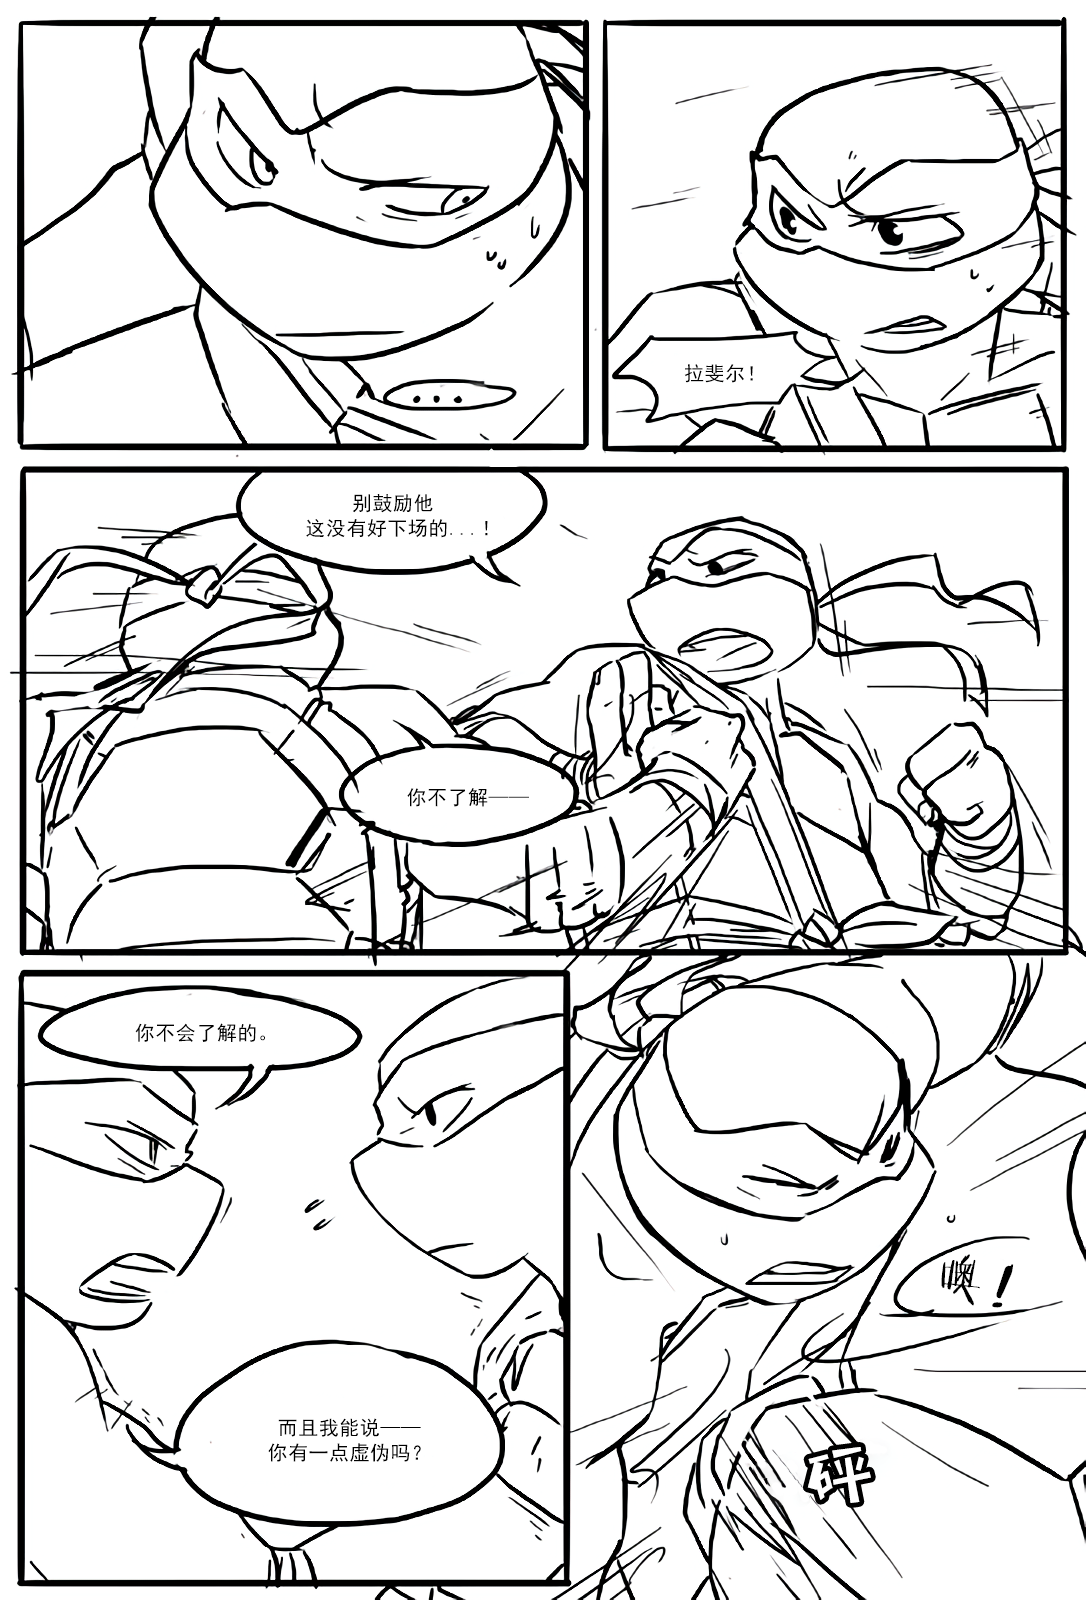 ...
拉斐尔!
别鼓励他
这没有好下场的...!
你不了解——
你不会了解的。
而且我能说——
你有一点虚伪吗?
噢!
砰